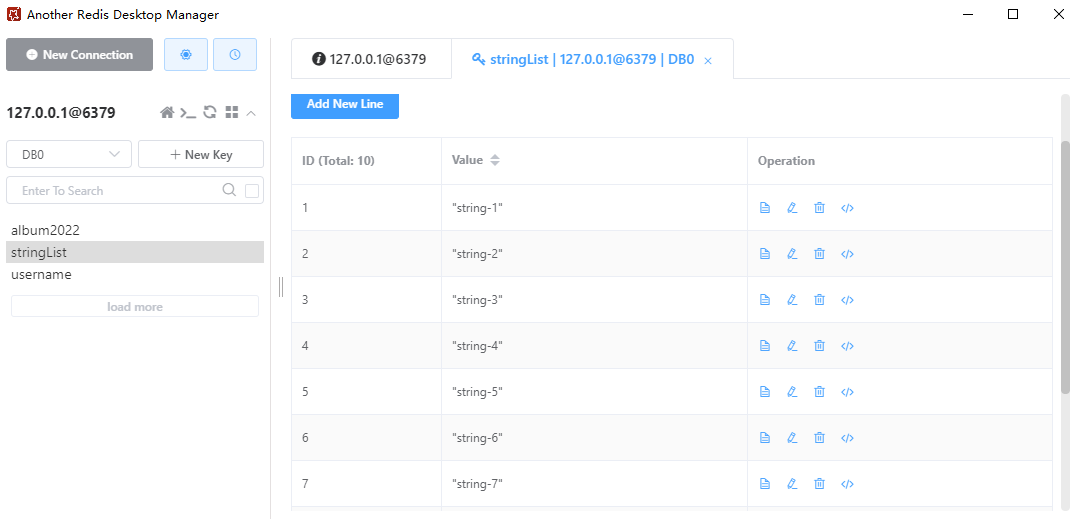 Another Redis Desktop Manager
New Connection
127.0.0.1@6379
DB0
New Key
Enter To Search
album2022
stringList
username
load more
127.0.0.1@6379
stringList | 127.0.0.1@6379 | DB0
Add New Line
ID (Total: 10) Value Operation
1 "string-1"
2 "string-2"
3 "string-3"
4 "string-4"
5 "string-5"
6 "string-6"
7 "string-7"